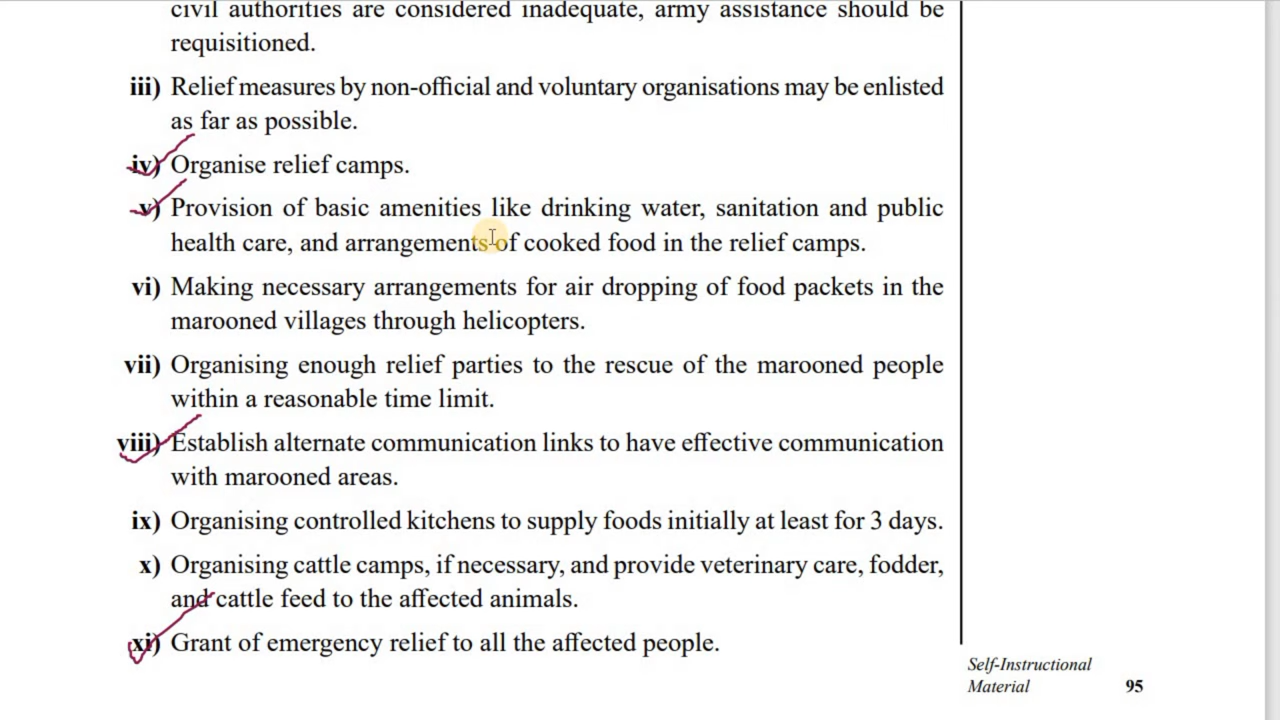 civil authorities are considered inadequate, army assistance should be
requisitioned.
iii) Relief measures by non-official and voluntary organisations may be enlisted
as far as possible.
iv) Organise relief camps.
v) Provision of basic amenities like drinking water, sanitation and public
health care, and arrangements of cooked food in the relief camps.
vi) Making necessary arrangements for air dropping of food packets in the
marooned villages through helicopters.
vii) Organising enough relief parties to the rescue of the marooned people
within a reasonable time limit.
viii) Establish alternate communication links to have effective communication
with marooned areas.
ix) Organising controlled kitchens to supply foods initially at least for 3 days.
x) Organising cattle camps, if necessary, and provide veterinary care, fodder,
and cattle feed to the affected animals.
xi) Grant of emergency relief to all the affected people.
Self-Instructional
Material 95